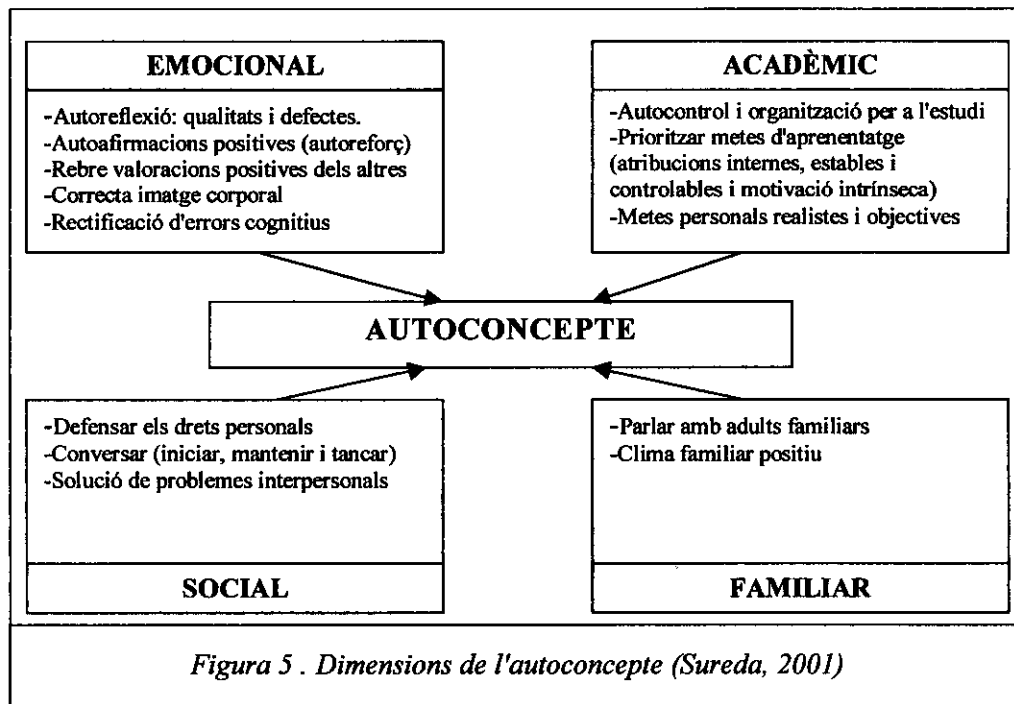 EMOCIONAL
-Autoreflexió: qualitats i defectes.
-Autoafirmacions positives (autoreforç)
-Rebre valoracions positives dels altres
-Correcta imatge corporal
-Rectificació d'errors cognitius
ACADÈMIC
-Autocontrol i organització per a l'estudi
-Prioritzar metes d'aprenentatge
(atribucions internes, estables i
controlables i motivació intrínseca)
-Metes personals realistes i objectives
AUTOCONCEPTE
-Defensar els drets personals
-Conversar (iniciar, mantenir i tancar)
-Solució de problemes interpersonals
SOCIAL
-Parlar amb adults familiars
-Clima familiar positiu
FAMILIAR
Figura 5 . Dimensions de l'autoconcepte (Sureda, 2001)